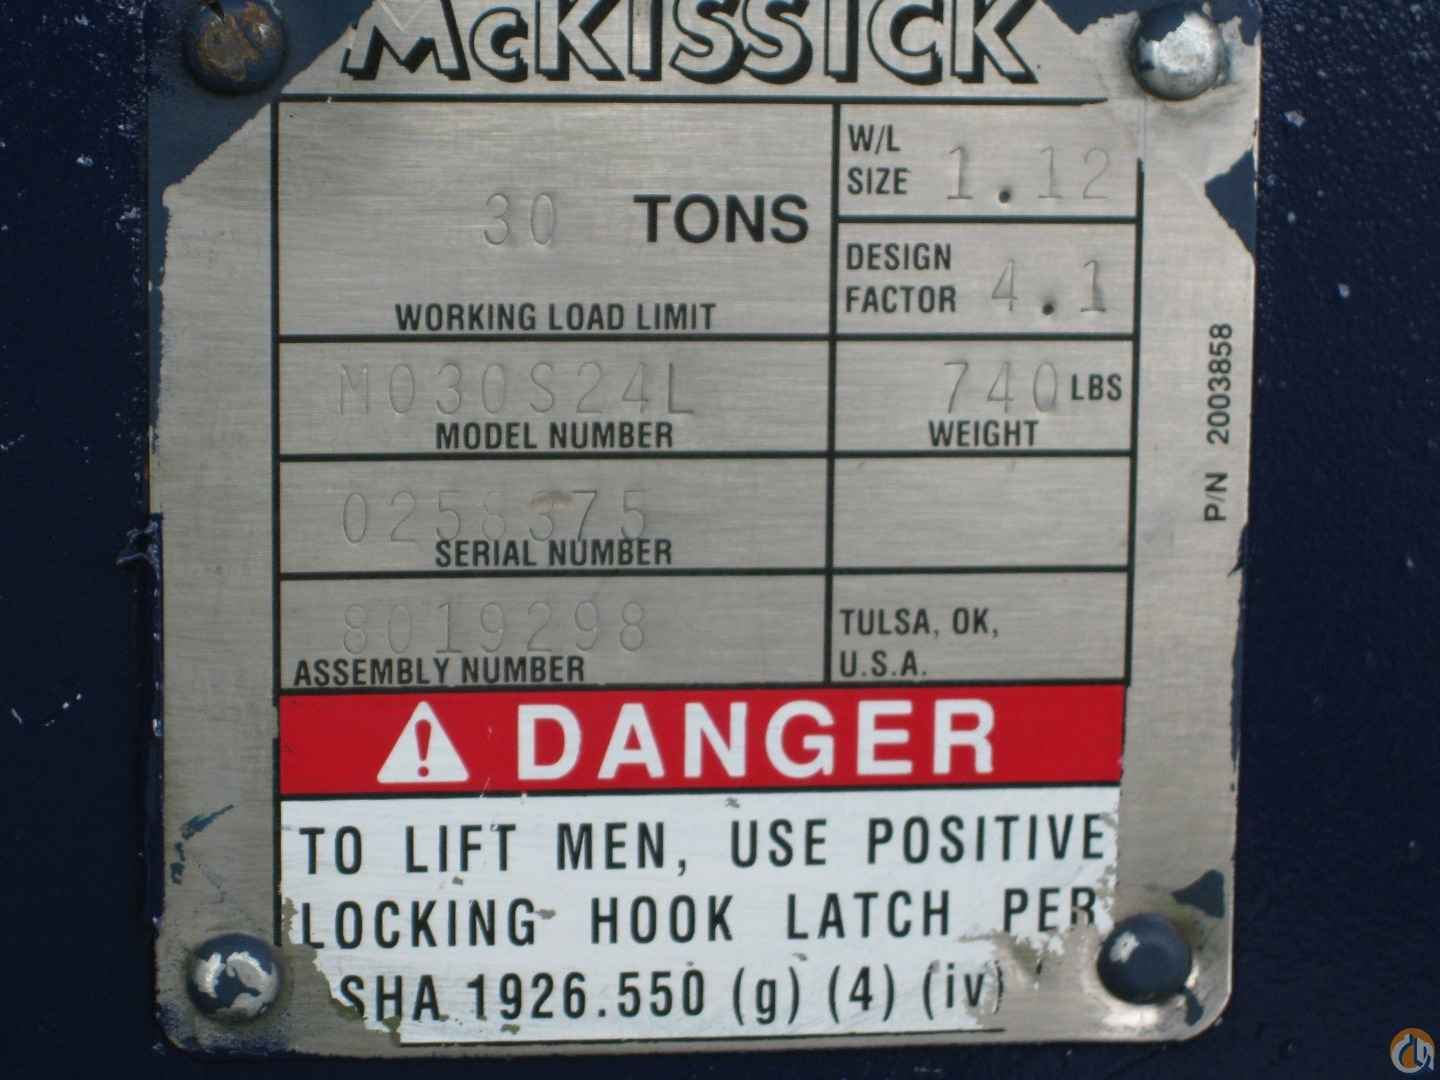 McKISSICK
30 TONS
WORKING LOAD LIMIT
W/L
SIZE 1.12
DESIGN
FACTOR 4.1
M030S24L
MODEL NUMBER
740 LBS
WEIGHT
0258375
SERIAL NUMBER
8019298
ASSEMBLY NUMBER
TULSA, OK,
U.S.A.
P/N 2003858
DANGER
TO LIFT MEN, USE POSITIVE
LOCKING HOOK LATCH PER
SHA 1926.550 (g) (4) (iv)